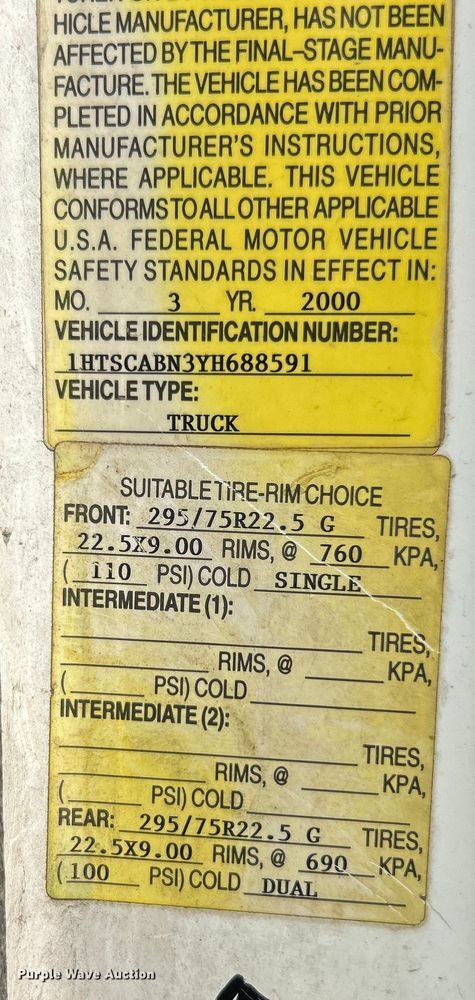 HICLE MANUFACTURER, HAS NOT BEEN
AFFECTED BY THE FINAL-STAGE MANU-
FACTURE. THE VEHICLE HAS BEEN COM-
PLETED IN ACCORDANCE WITH PRIOR
MANUFACTURER'S INSTRUCTIONS,
WHERE APPLICABLE. THIS VEHICLE
CONFORMS TO ALL OTHER APPLICABLE
U.S.A. FEDERAL MOTOR VEHICLE
SAFETY STANDARDS IN EFFECT IN:
MO. 3 YR. 2000
VEHICLE IDENTIFICATION NUMBER:
1HTSCABN3YH688591
VEHICLE TYPE:
TRUCK
SUITABLE TIRE-RIM CHOICE
FRONT: 295/75R22.5 G TIRES,
22.5X9.00 RIMS, @ 760 KPA,
( 110 PSI) COLD SINGLE
INTERMEDIATE (1):
TIRES,
RIMS, @ KPA,
( PSI) COLD
INTERMEDIATE (2):
TIRES,
RIMS, @ KPA,
( PSI) COLD
REAR: 295/75R22.5 G TIRES,
22.5X9.00 RIMS, @ 690 KPA,
(100 PSI) COLD DUAL
Purple Wave Auction